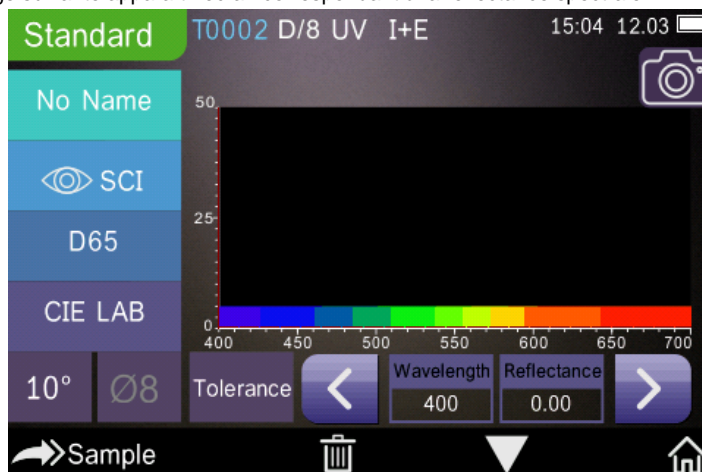 Standard
T0002 D/8 UV I+E
15:04 12.03
No Name
SCI
D65
CIE LAB
10° Ø8
50
25
0
400 450 500 550 600 650 700
Tolerance
Wavelength
400
Reflectance
0.00
Sample